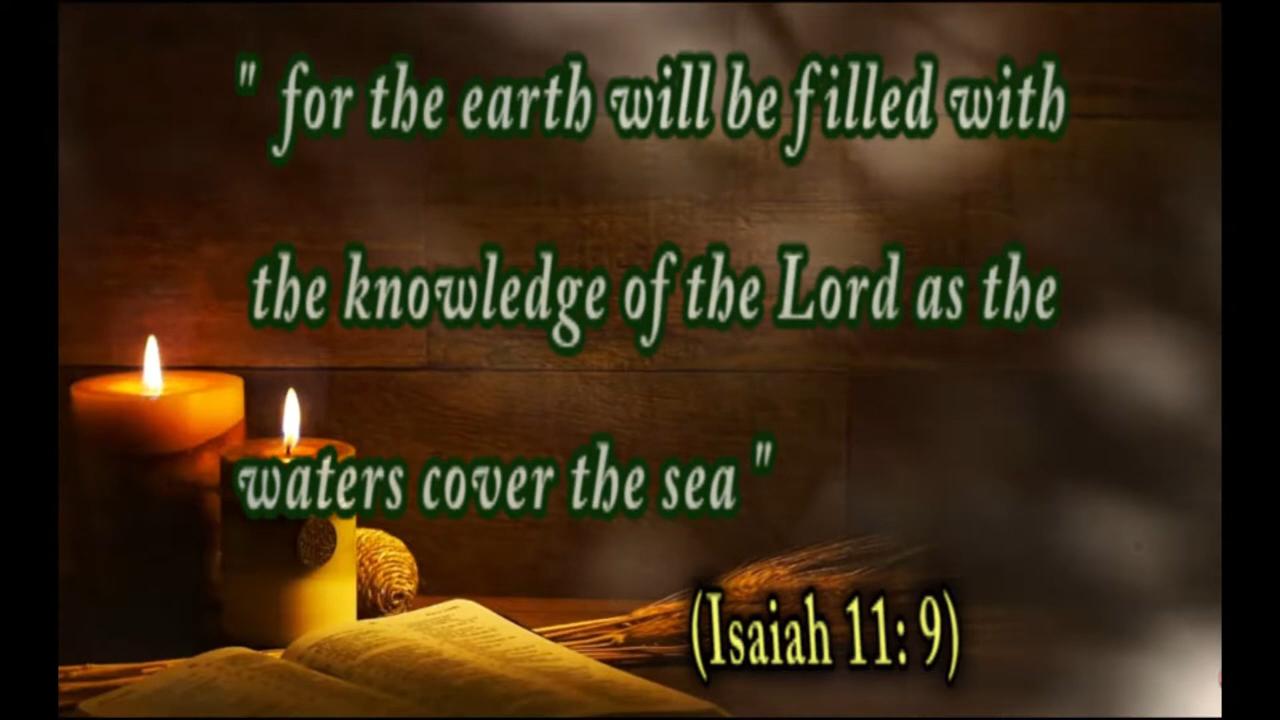 " for the earth will be filled with
the knowledge of the Lord as the
waters cover the sea "
(Isaiah 11: 9)